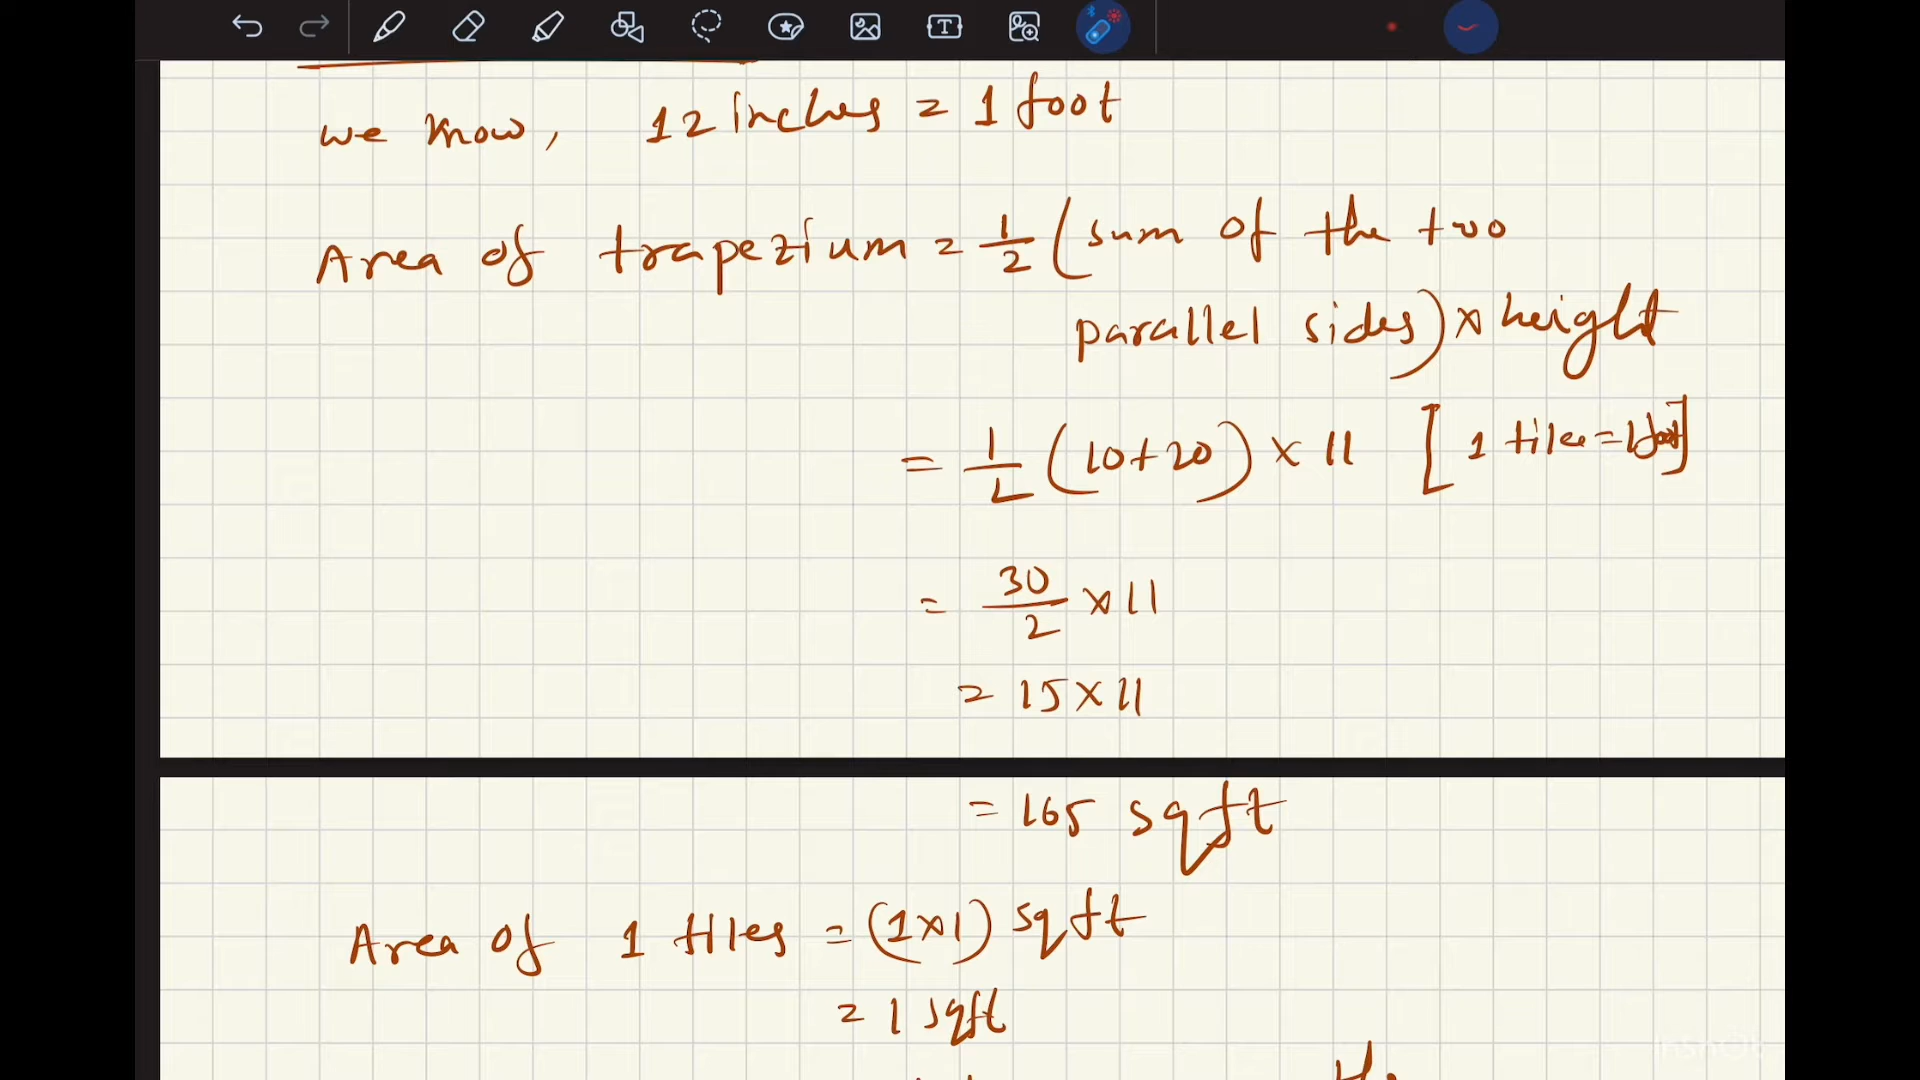 we know, 12 inches = 1 foot
Area of trapezium = 1/2 (sum of the two
parallel sides) × height
= 1/2 (10+20) × 11 [1 tiles = 1 foot]
= 30/2 × 11
= 15 × 11
= 165 sqft
Area of 1 tiles = (1×1) sqft
= 1 sqft